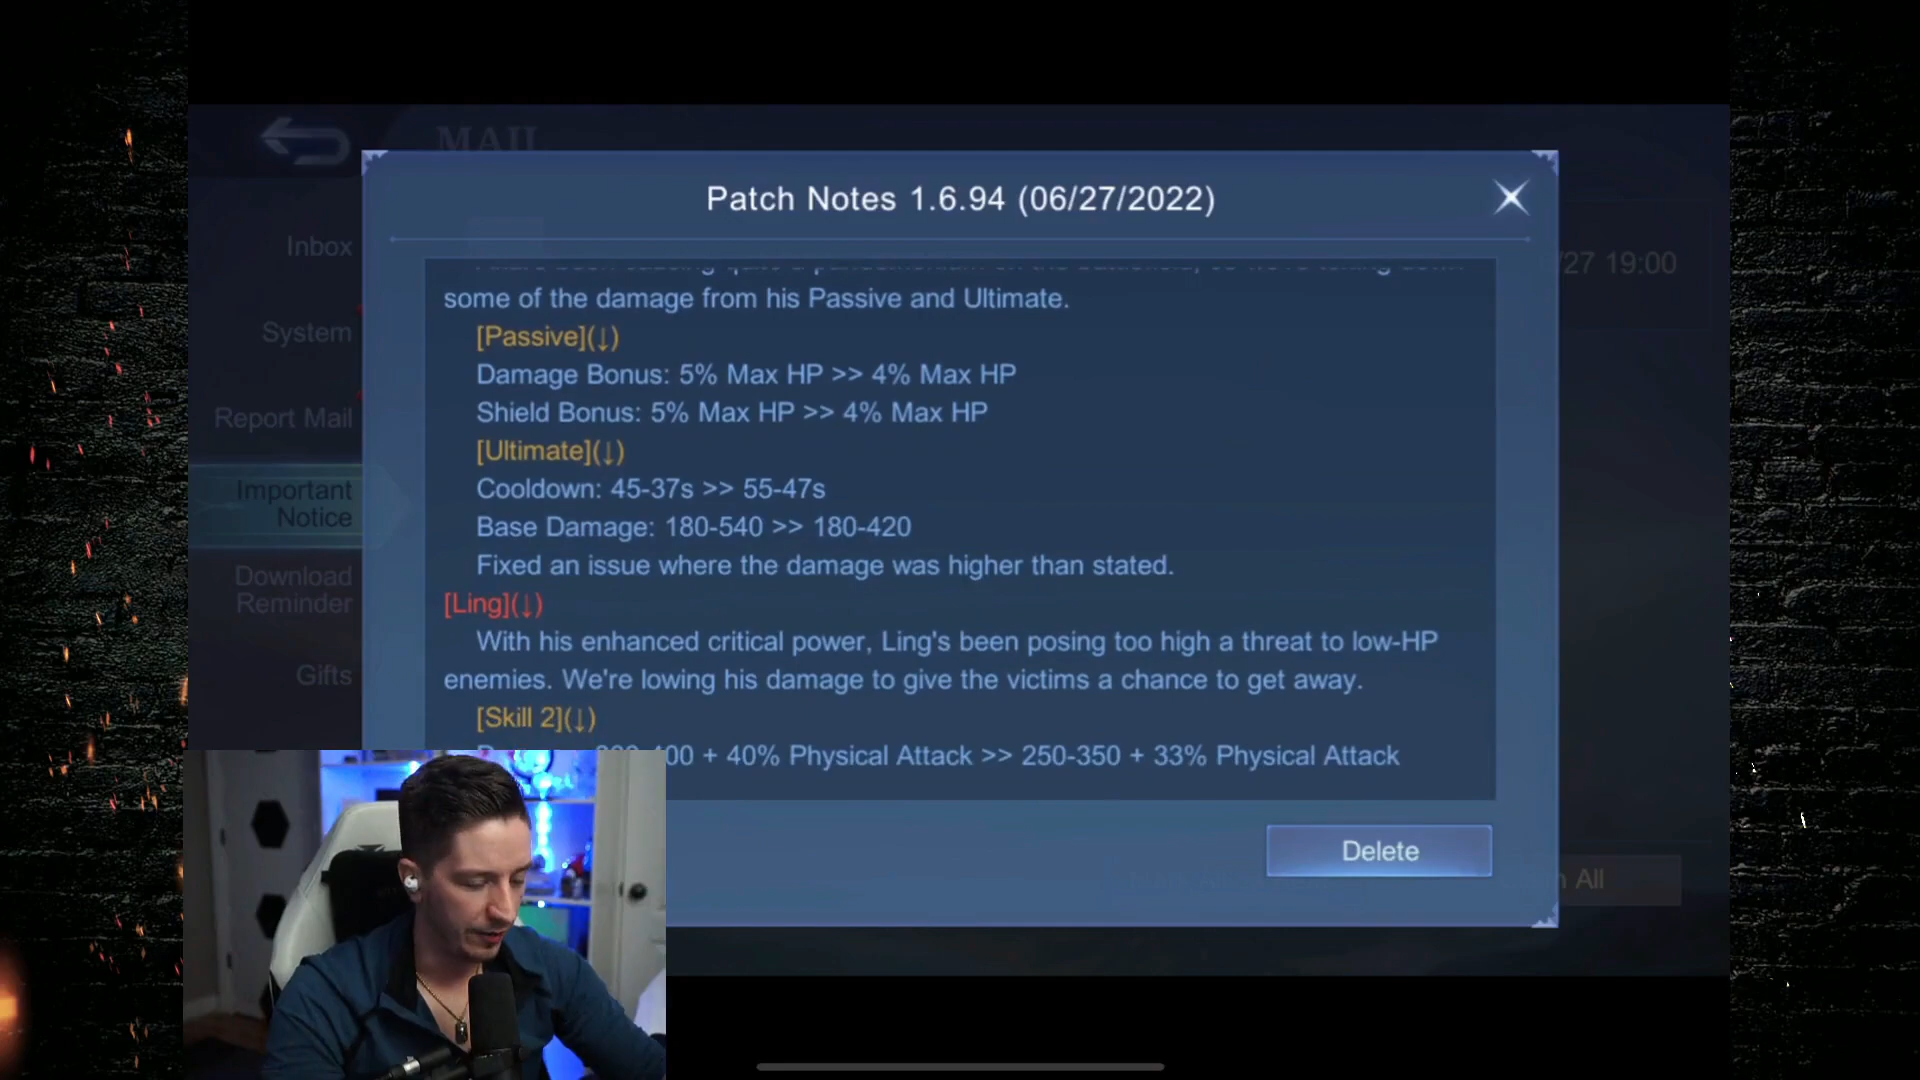 MAIL
Patch Notes 1.6.94 (06/27/2022)
Inbox
/27 19:00
some of the damage from his Passive and Ultimate.
System
[Passive](↓)
Damage Bonus: 5% Max HP >> 4% Max HP
Report Mail
Shield Bonus: 5% Max HP >> 4% Max HP
[Ultimate](↓)
Important
Notice
Cooldown: 45-37s >> 55-47s
Base Damage: 180-540 >> 180-420
Download
Reminder
Fixed an issue where the damage was higher than stated.
[Ling](↓)
With his enhanced critical power, Ling's been posing too high a threat to low-HP
Gifts
enemies. We're lowing his damage to give the victims a chance to get away.
[Skill 2](↓)
00 + 40% Physical Attack >> 250-350 + 33% Physical Attack
Delete
All